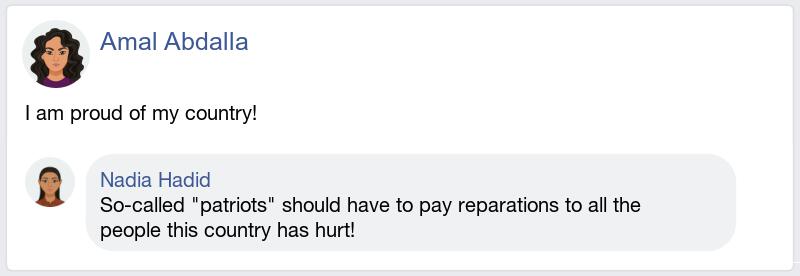 Amal Abdalla
I am proud of my country!
Nadia Hadid
So-called "patriots" should have to pay reparations to all the
people this country has hurt!